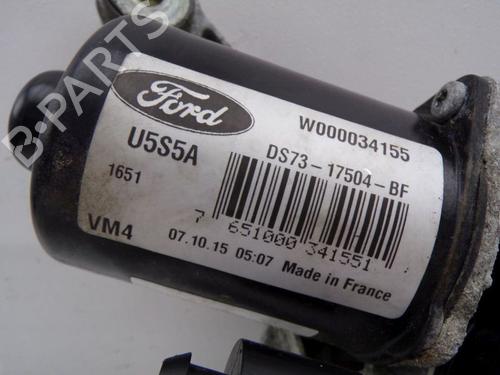 B-PARTS
Ford
W000034155
U5S5A
DS73-17504-BF
1651
7 651000 341551
VM4
07.10.15 05:07 Made in France